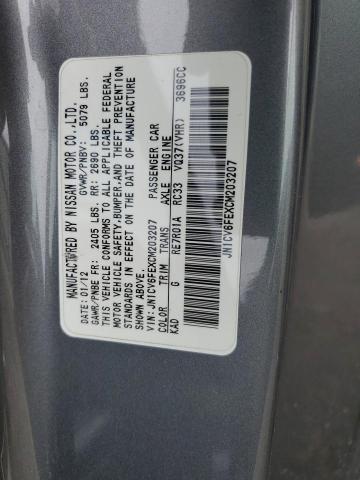 MANUFACTURED BY NISSAN MOTOR CO.,LTD.
DATE: 01/12 GVWR/PNBV: 5079 LBS.
GAWR/PNBE FR: 2405 LBS. RR: 2690 LBS.
THIS VEHICLE CONFORMS TO ALL APPLICABLE FEDERAL
MOTOR VEHICLE SAFETY,BUMPER,AND THEFT PREVENTION
STANDARDS IN EFFECT ON THE DATE OF MANUFACTURE
SHOWN ABOVE.
VIN:JN1CV6FEXCM203207 PASSENGER CAR
COLOR TRIM TRANS AXLE ENGINE
KAD G RE7R01A RC33 VQ37(VHR) 3696CC
JN1CV6FEXCM203207